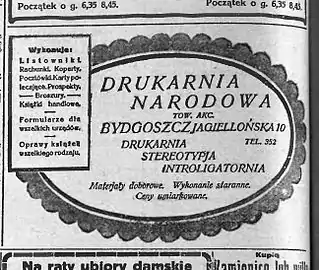 Początek o g. 6,35 8,45.
Początek o g. 6,35 8.45.
Wykonuje:
Listowniki,
Rachunki, Koperty,
Pocztówki. Karty po-
lecające. Prospekty,
Broszury.
Książki handlowe,
Formularze dla
wszelkich urzędów.
Oprawy książek
wszelkiego rodzaju.
DRUKARNIA
NARODOWA
TOW. AKC.
BYDGOSZCZ, JAGIELLOŃSKA 10
DRUKARNIA TEL. 352
STEREOTYPJA
INTROLIGATORNIA
Materjały doborowe. Wykonanie staranne.
Ceny umiarkowane.
Na raty ubiory damskie
Kupię
Kamienicę lub